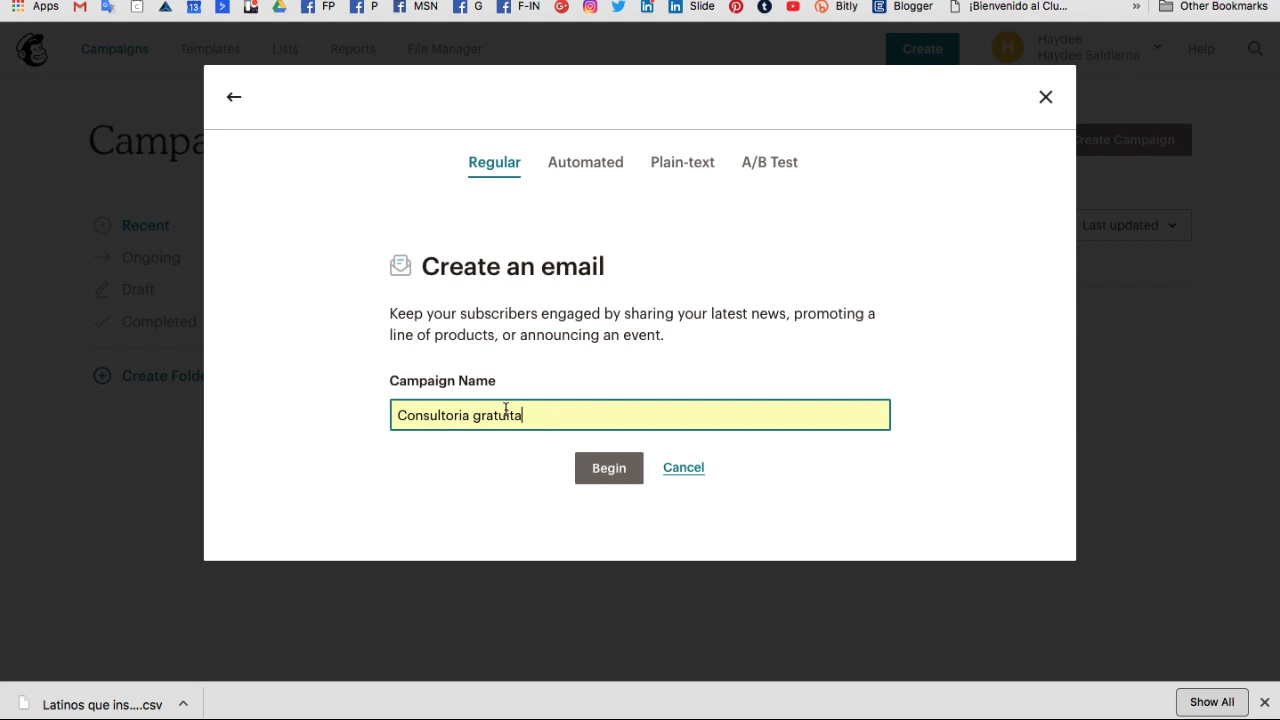 Apps P FP P MSN G F-IN Slide Bitly Blogger ¡Bienvenido al Clu... » Other Bookmarks
Campaigns Templates Lists Reports File Manager Create H Haydee Help
Haydee Saldierna
Campa
Create Campaign
Regular Automated Plain-text A/B Test
Recent
Last updated
Ongoing
Draft
Completed
Create Folde
Create an email
Keep your subscribers engaged by sharing your latest news, promoting a
line of products, or announcing an event.
Campaign Name
Consultoria gratuita
Begin Cancel
Latinos que ins....csv Show All